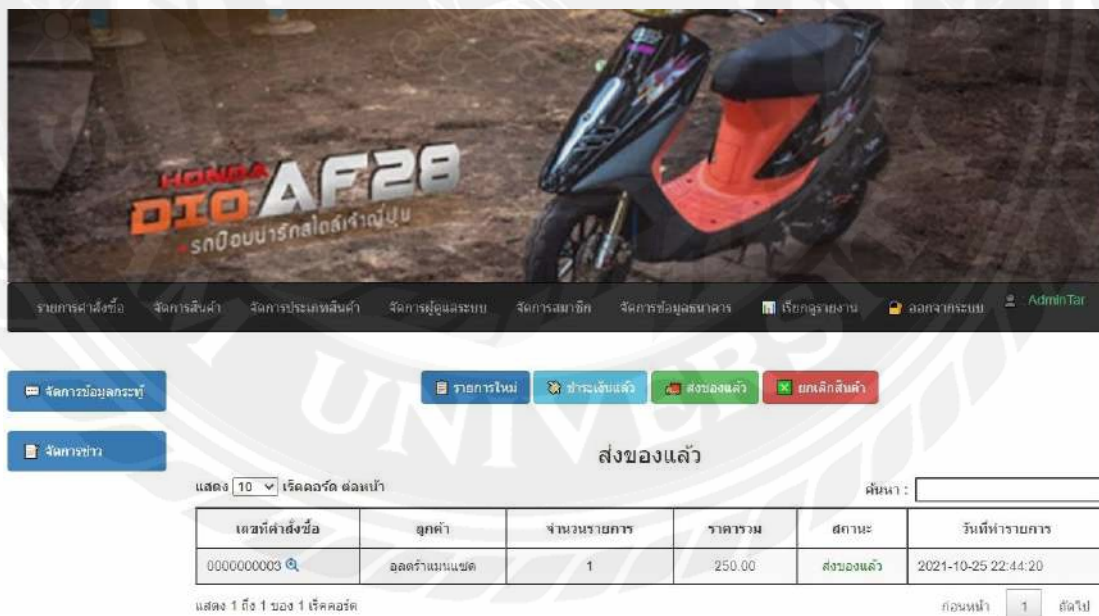 HONDA
DIO AF28
รถป๊อบน่ารักสไตล์เจ้าญี่ปุ่น
รายการคำสั่งซื้อ จัดการสินค้า จัดการประเภทสินค้า จัดการผู้ดูแลระบบ จัดการสมาชิก จัดการข้อมูลธนาคาร เรียกดูรายงาน ออกจากระบบ AdminTar
จัดการข้อมูลกระทู้
รายการใหม่ ชำระเงินแล้ว ส่งของแล้ว ยกเลิกสินค้า
จัดการข่าว
ส่งของแล้ว
แสดง 10 เร็คคอร์ด ต่อหน้า ค้นหา :
เลขที่คำสั่งซื้อ ลูกค้า จำนวนรายการ ราคารวม สถานะ วันที่ทำรายการ
0000000003 อุลตร้าแมนแซด 1 250.00 ส่งของแล้ว 2021-10-25 22:44:20
แสดง 1 ถึง 1 ของ 1 เร็คคอร์ด ก่อนหน้า 1 ถัดไป
UNIVERS